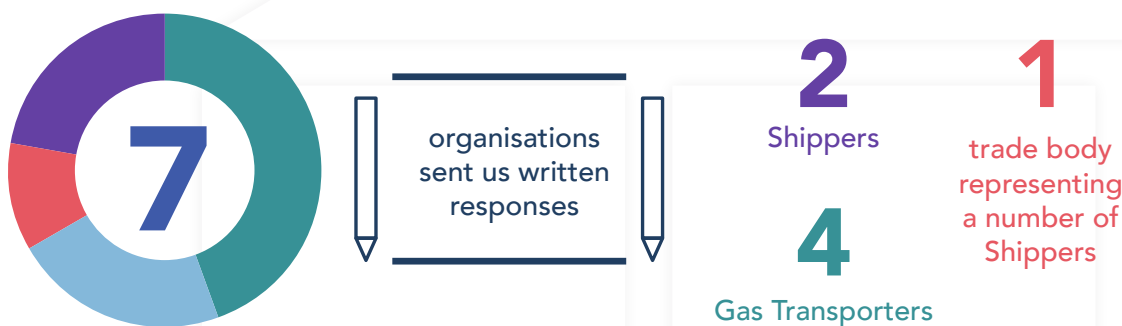 7
organisations
sent us written
responses
2
Shippers
1
trade body
representing
a number of
Shippers
4
Gas Transporters